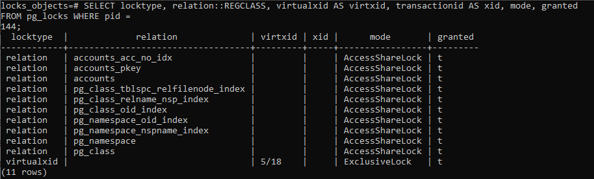 locks_objects=# SELECT locktype, relation::REGCLASS, virtualxid AS virtxid, transactionid AS xid, mode, granted
FROM pg_locks WHERE pid =
144;
locktype | relation | virtxid | xid | mode | granted
------------+----------------------------------+---------+-----+-----------------+---------
relation | accounts_acc_no_idx | | | AccessShareLock | t
relation | accounts_pkey | | | AccessShareLock | t
relation | accounts | | | AccessShareLock | t
relation | pg_class_tblspc_relfilenode_index | | | AccessShareLock | t
relation | pg_class_relname_nsp_index | | | AccessShareLock | t
relation | pg_class_oid_index | | | AccessShareLock | t
relation | pg_namespace_oid_index | | | AccessShareLock | t
relation | pg_namespace_nspname_index | | | AccessShareLock | t
relation | pg_namespace | | | AccessShareLock | t
relation | pg_class | | | AccessShareLock | t
virtualxid | | 5/18 | | ExclusiveLock | t
(11 rows)